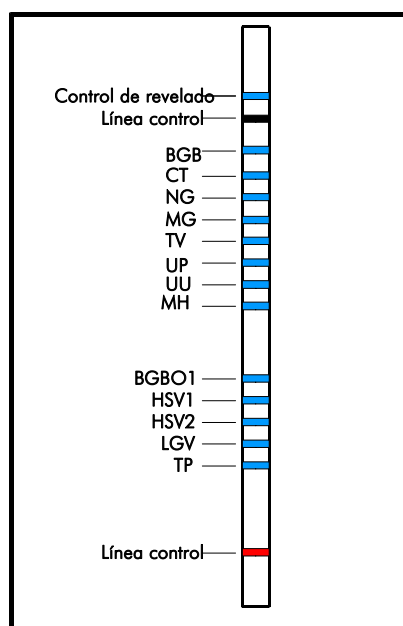 Control de revelado
Línea control
BGB
CT
NG
MG
TV
UP
UU
MH
BGBO1
HSV1
HSV2
LGV
TP
Línea control